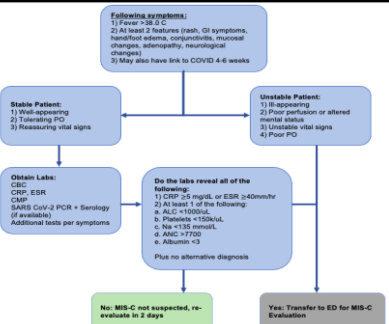 Following symptoms:
1) Fever >38.0 C
2) At least 2 features (rash, GI symptoms,
hand/foot edema, conjunctivitis, mucosal
changes, adenopathy, neurological
changes)
3) May also have link to COVID 4-6 weeks
Stable Patient:
1) Well-appearing
2) Tolerating PO
3) Reassuring vital signs
Unstable Patient:
1) Ill-appearing
2) Poor perfusion or altered
mental status
3) Unstable vital signs
4) Poor PO
Obtain Labs:
CBC
CRP, ESR
CMP
SARS CoV-2 PCR + Serology
(if available)
Additional tests per symptoms
Do the labs reveal all of the
following:
1) CRP ≥5 mg/dL or ESR ≥40mm/hr
2) At least 1 of the following:
a. ALC <1000/uL
b. Platelets <150k/uL
c. Na <135 mmol/L
d. ANC >7700
e. Albumin <3
Plus no alternative diagnosis
No: MIS-C not suspected, re-
evaluate in 2 days
Yes: Transfer to ED for MIS-C
Evaluation